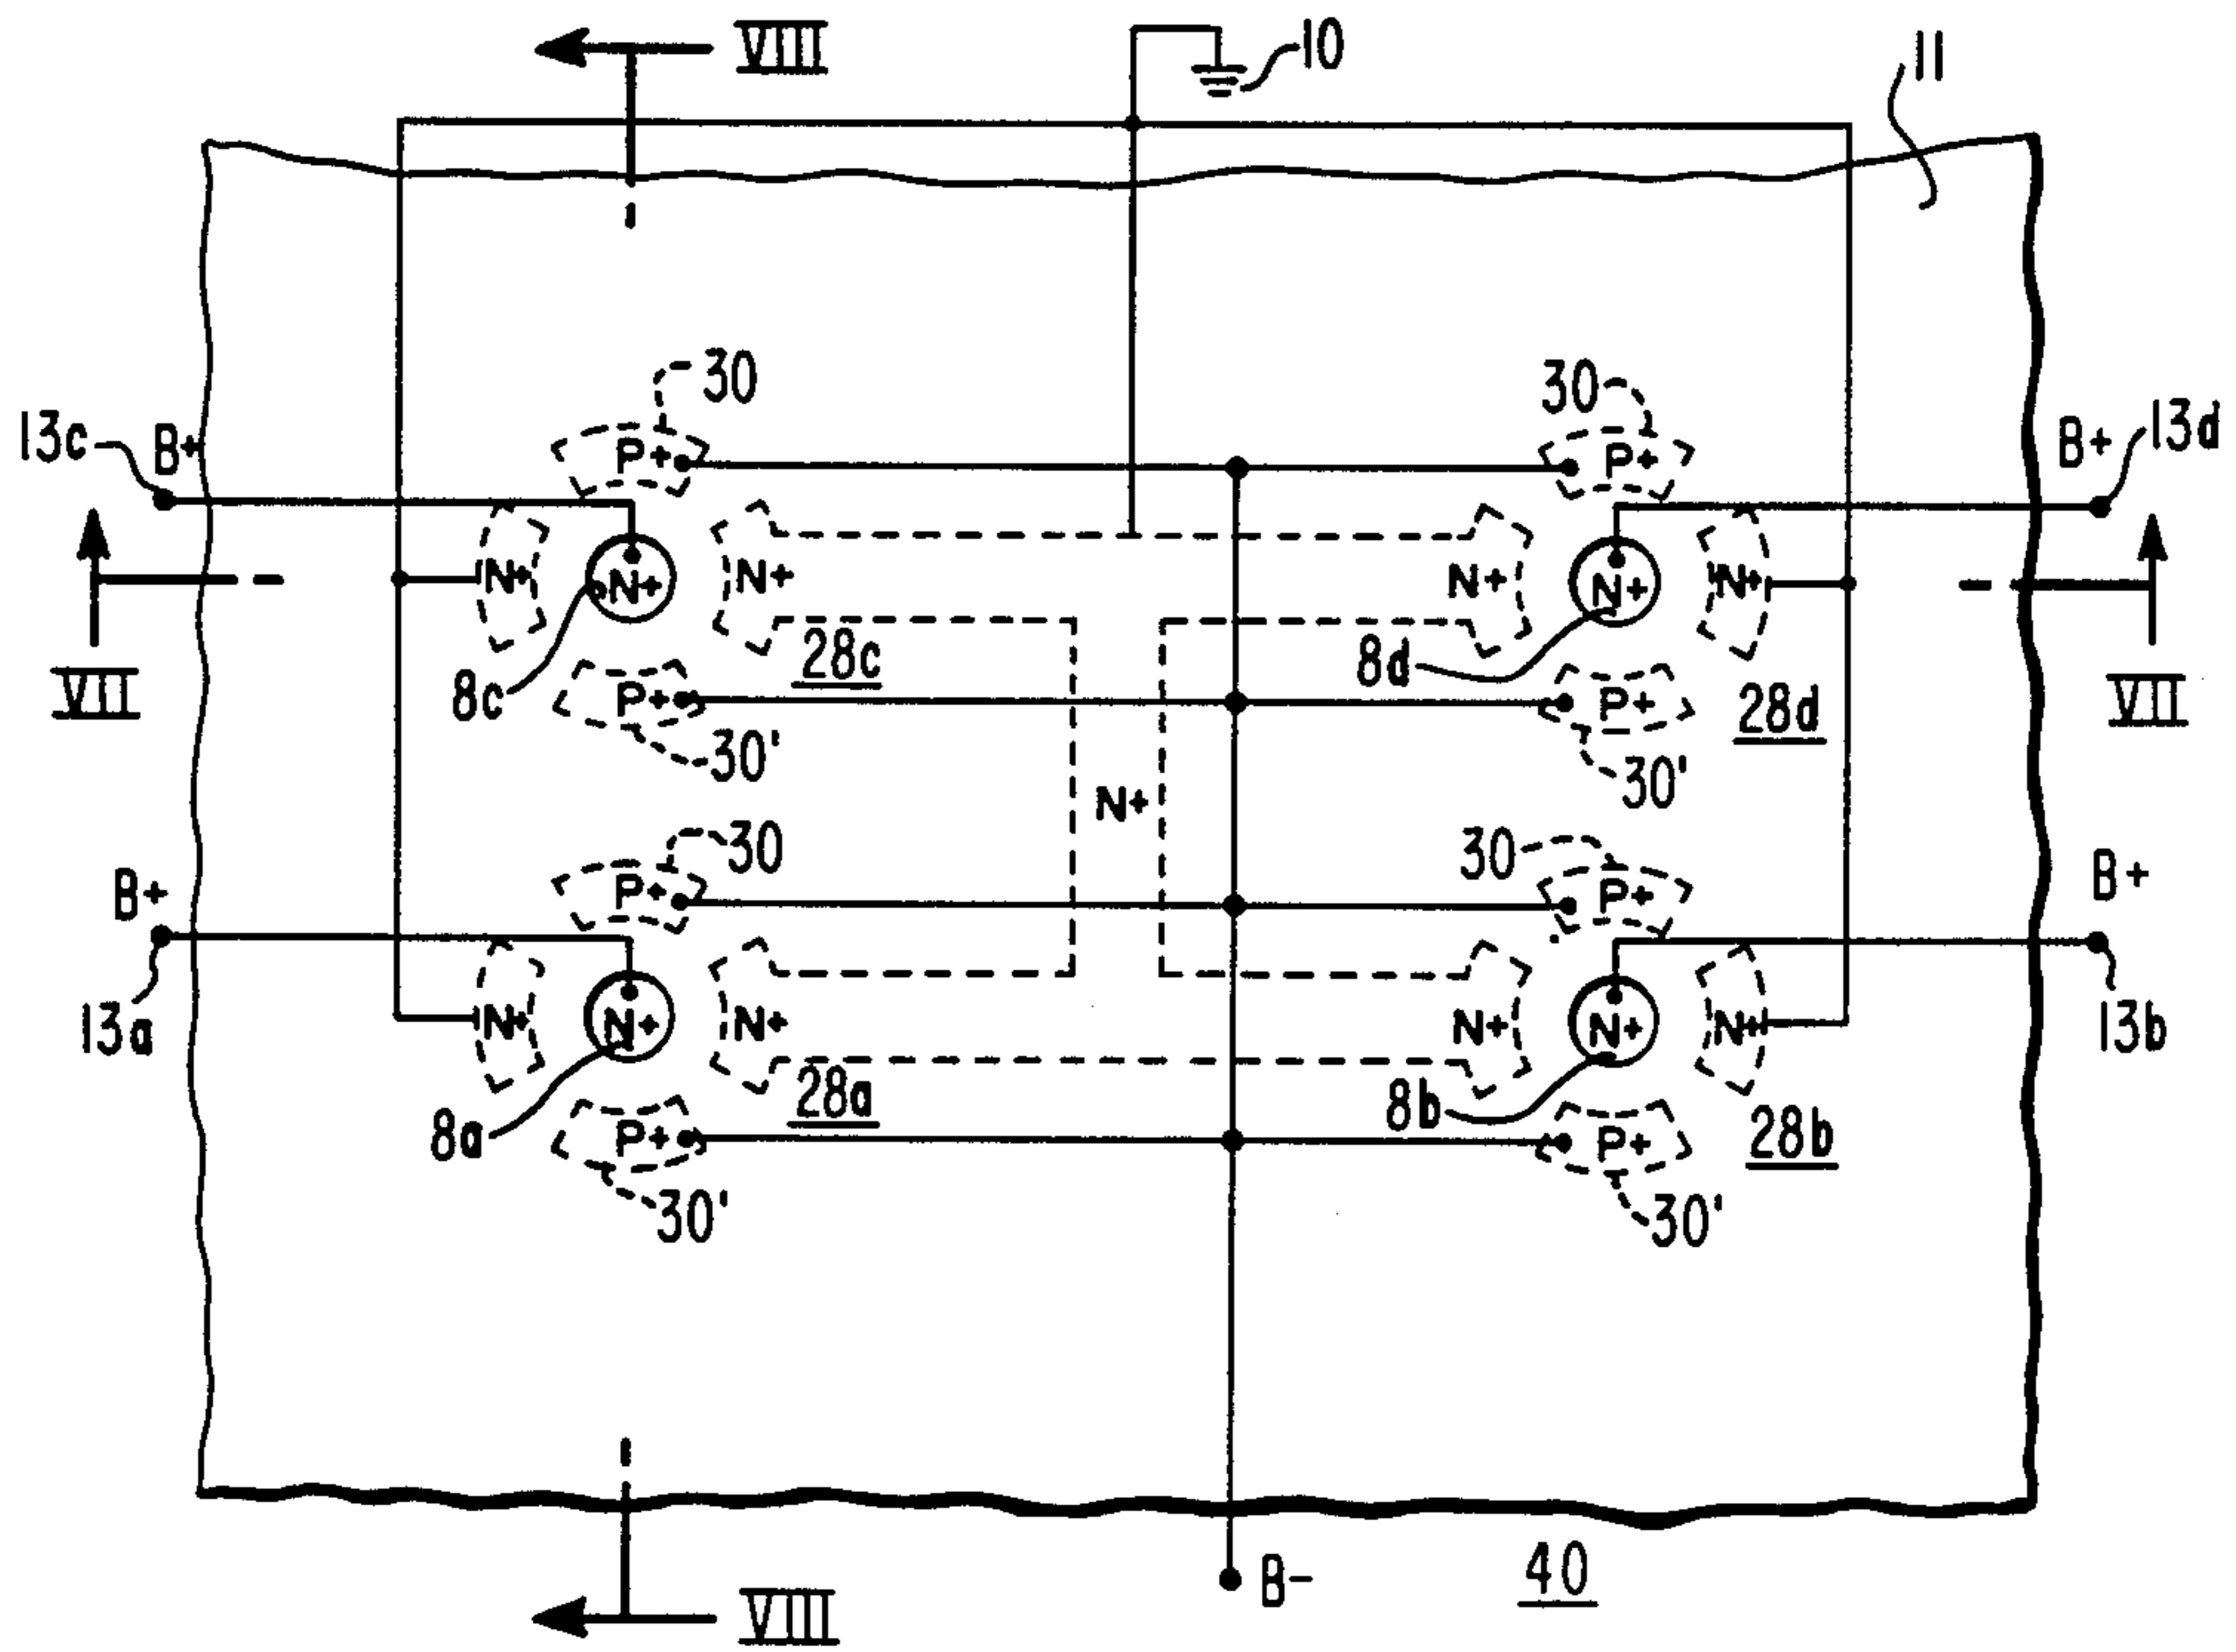 VIII
10
11
30
30
13c
B+
P+
P+
B+
13d
N+
N+
N+
N+
N+
N+
8c
28c
8d
VII
P+
P+
28d
VII
30'
30'
N+
30
30
B+
P+
P+
B+
13a
N+
N+
N+
N+
N+
N+
13b
8a
28a
8b
28b
P+
P+
30'
30'
B-
40
VIII